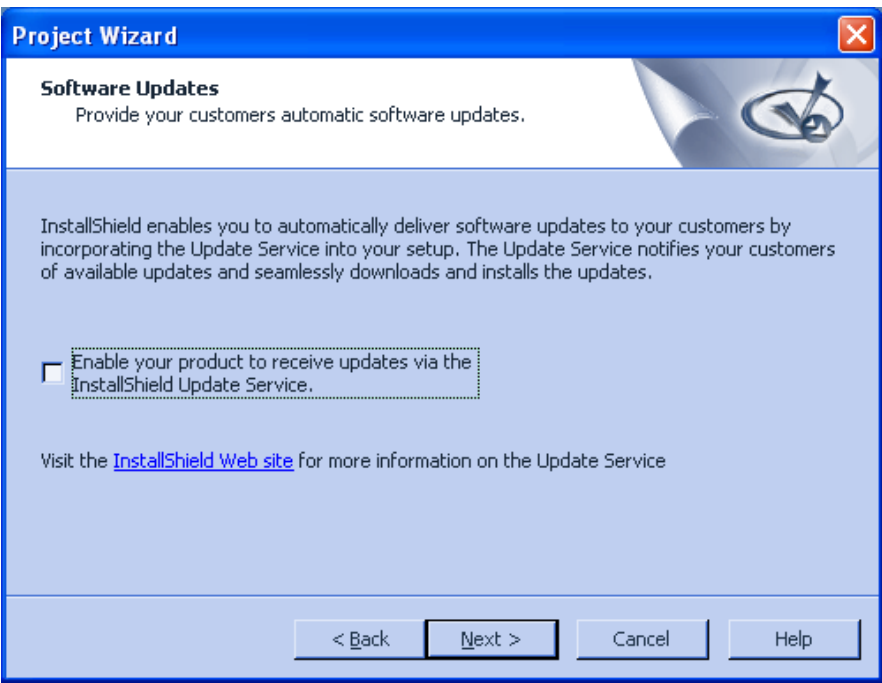 Project Wizard
Software Updates
Provide your customers automatic software updates.
InstallShield enables you to automatically deliver software updates to your customers by
incorporating the Update Service into your setup. The Update Service notifies your customers
of available updates and seamlessly downloads and installs the updates.
Enable your product to receive updates via the
InstallShield Update Service.
Visit the InstallShield Web site for more information on the Update Service
< Back Next > Cancel Help